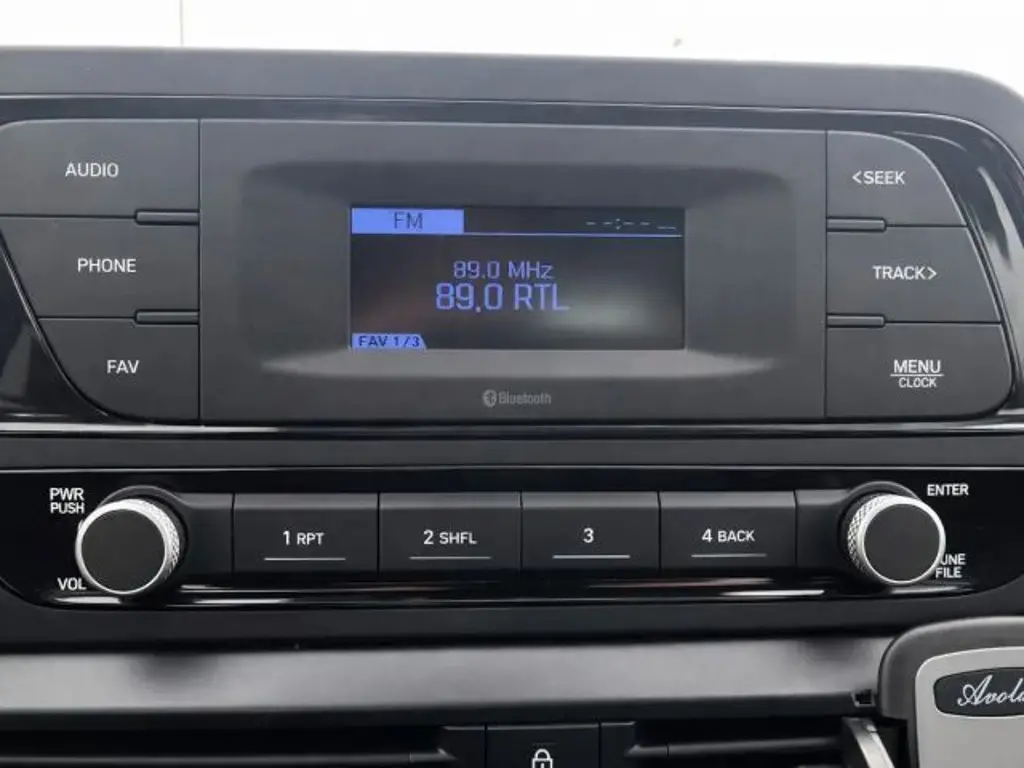 AUDIO
PHONE
FAV
FM --:-- --
89.0 MHz
89,0 RTL
FAV 1/3
Bluetooth
<SEEK
TRACK>
MENU
CLOCK
PWR
PUSH
VOL
1 RPT
2 SHFL
3
4 BACK
ENTER
FILE